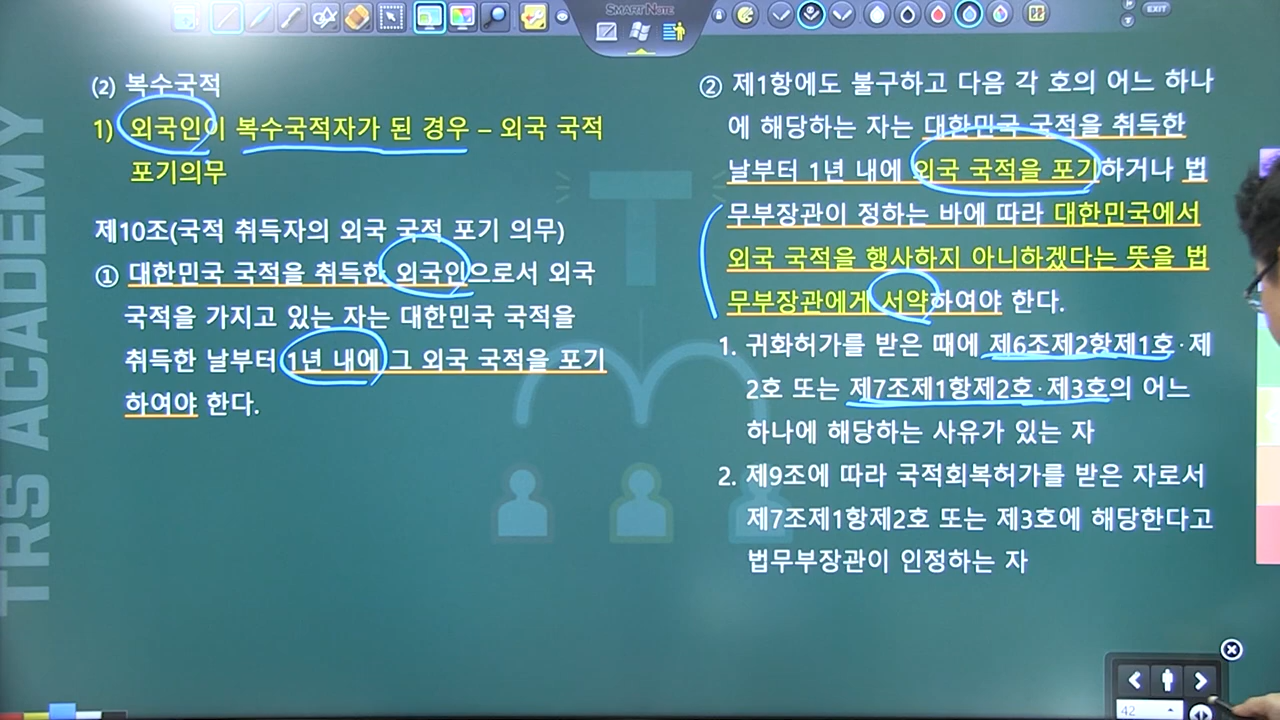 SMART NOTE
EXIT
TRS ACADEMY
(2) 복수국적
1) 외국인이 복수국적자가 된 경우 – 외국 국적
포기의무
제10조(국적 취득자의 외국 국적 포기 의무)
① 대한민국 국적을 취득한 외국인으로서 외국
국적을 가지고 있는 자는 대한민국 국적을
취득한 날부터 1년 내에 그 외국 국적을 포기
하여야 한다.
② 제1항에도 불구하고 다음 각 호의 어느 하나
에 해당하는 자는 대한민국 국적을 취득한
날부터 1년 내에 외국 국적을 포기하거나 법
무부장관이 정하는 바에 따라 대한민국에서
외국 국적을 행사하지 아니하겠다는 뜻을 법
무부장관에게 서약하여야 한다.
1. 귀화허가를 받은 때에 제6조제2항제1호·제
2호 또는 제7조제1항제2호·제3호의 어느
하나에 해당하는 사유가 있는 자
2. 제9조에 따라 국적회복허가를 받은 자로서
제7조제1항제2호 또는 제3호에 해당한다고
법무부장관이 인정하는 자
42